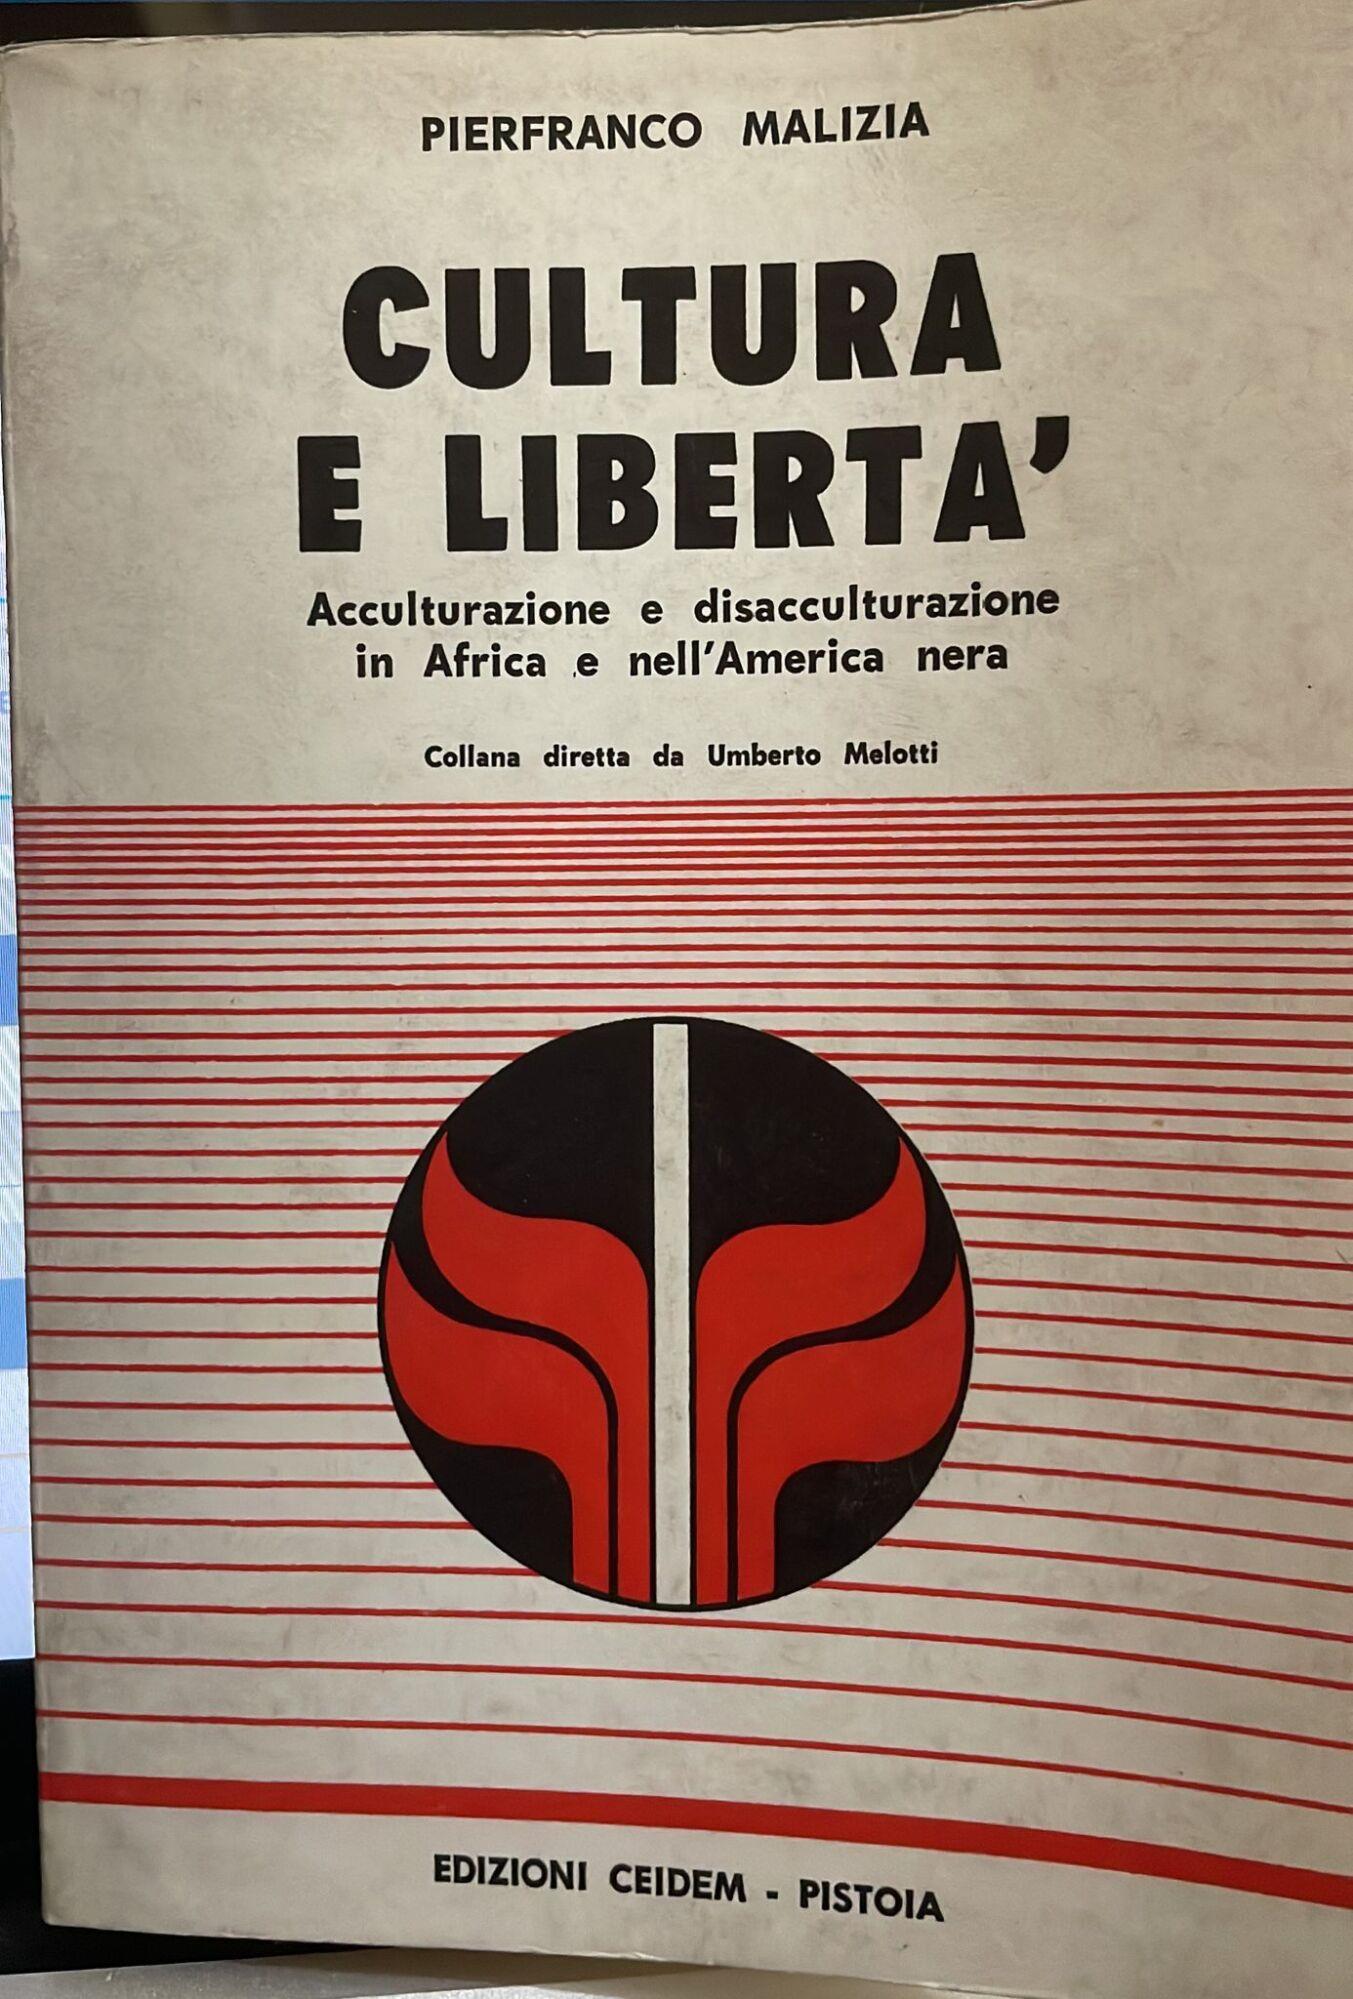 PIERFRANCO MALIZIA
CULTURA
E LIBERTA'
Acculturazione e disacculturazione
in Africa e nell'America nera
Collana diretta da Umberto Melotti
EDIZIONI CEIDEM - PISTOIA